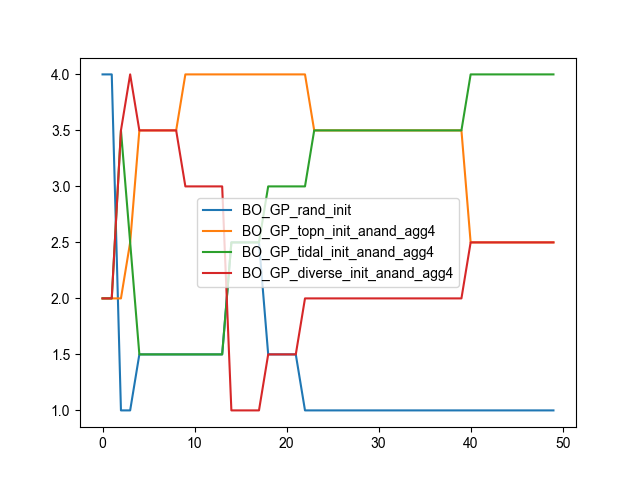 4.0
3.5
3.0
2.5
2.0
1.5
1.0
BO_GP_rand_init
BO_GP_topn_init_anand_agg4
BO_GP_tidal_init_anand_agg4
BO_GP_diverse_init_anand_agg4
0 10 20 30 40 50